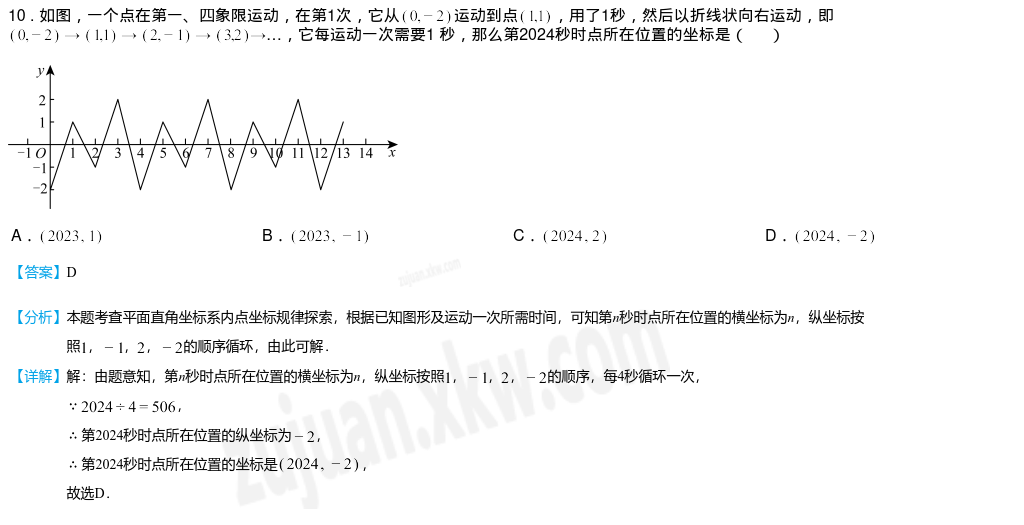 10．如图，一个点在第一、四象限运动，在第1次，它从(0,−2)运动到点(1,1)，用了1秒，然后以折线状向右运动，即
(0,−2)→(1,1)→(2,−1)→(3,2)→…，它每运动一次需要1 秒，那么第2024秒时点所在位置的坐标是（　　）
y
2
1
−1 O 1 2 3 4 5 6 7 8 9 10 11 12 13 14 x
−1
−2
A．(2023,1) B．(2023,−1) C．(2024,2) D．(2024,−2)
【答案】D
zujuan.xkw.com
【分析】本题考查平面直角坐标系内点坐标规律探索，根据已知图形及运动一次所需时间，可知第n秒时点所在位置的横坐标为n，纵坐标按
照1，−1，2，−2的顺序循环，由此可解．
【详解】解：由题意知，第n秒时点所在位置的横坐标为n，纵坐标按照1，−1，2，−2的顺序，每4秒循环一次，
∵2024÷4=506，
∴第2024秒时点所在位置的纵坐标为−2，
∴第2024秒时点所在位置的坐标是(2024,−2)，
故选D．
zujuan.xkw.com